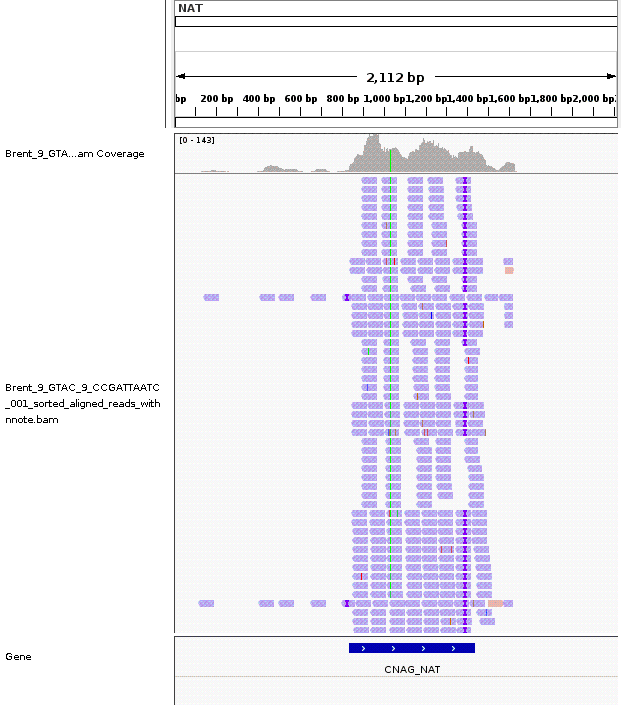 NAT
2,112 bp
bp 200 bp 400 bp 600 bp 800 bp 1,000 bp 1,200 bp 1,400 bp 1,600 bp 1,800 bp 2,000 bp
[0 - 143]
Brent_9_GTA...am Coverage
Brent_9_GTAC_9_CCGATTAATC
_001_sorted_aligned_reads_with
nnote.bam
Gene
CNAG_NAT